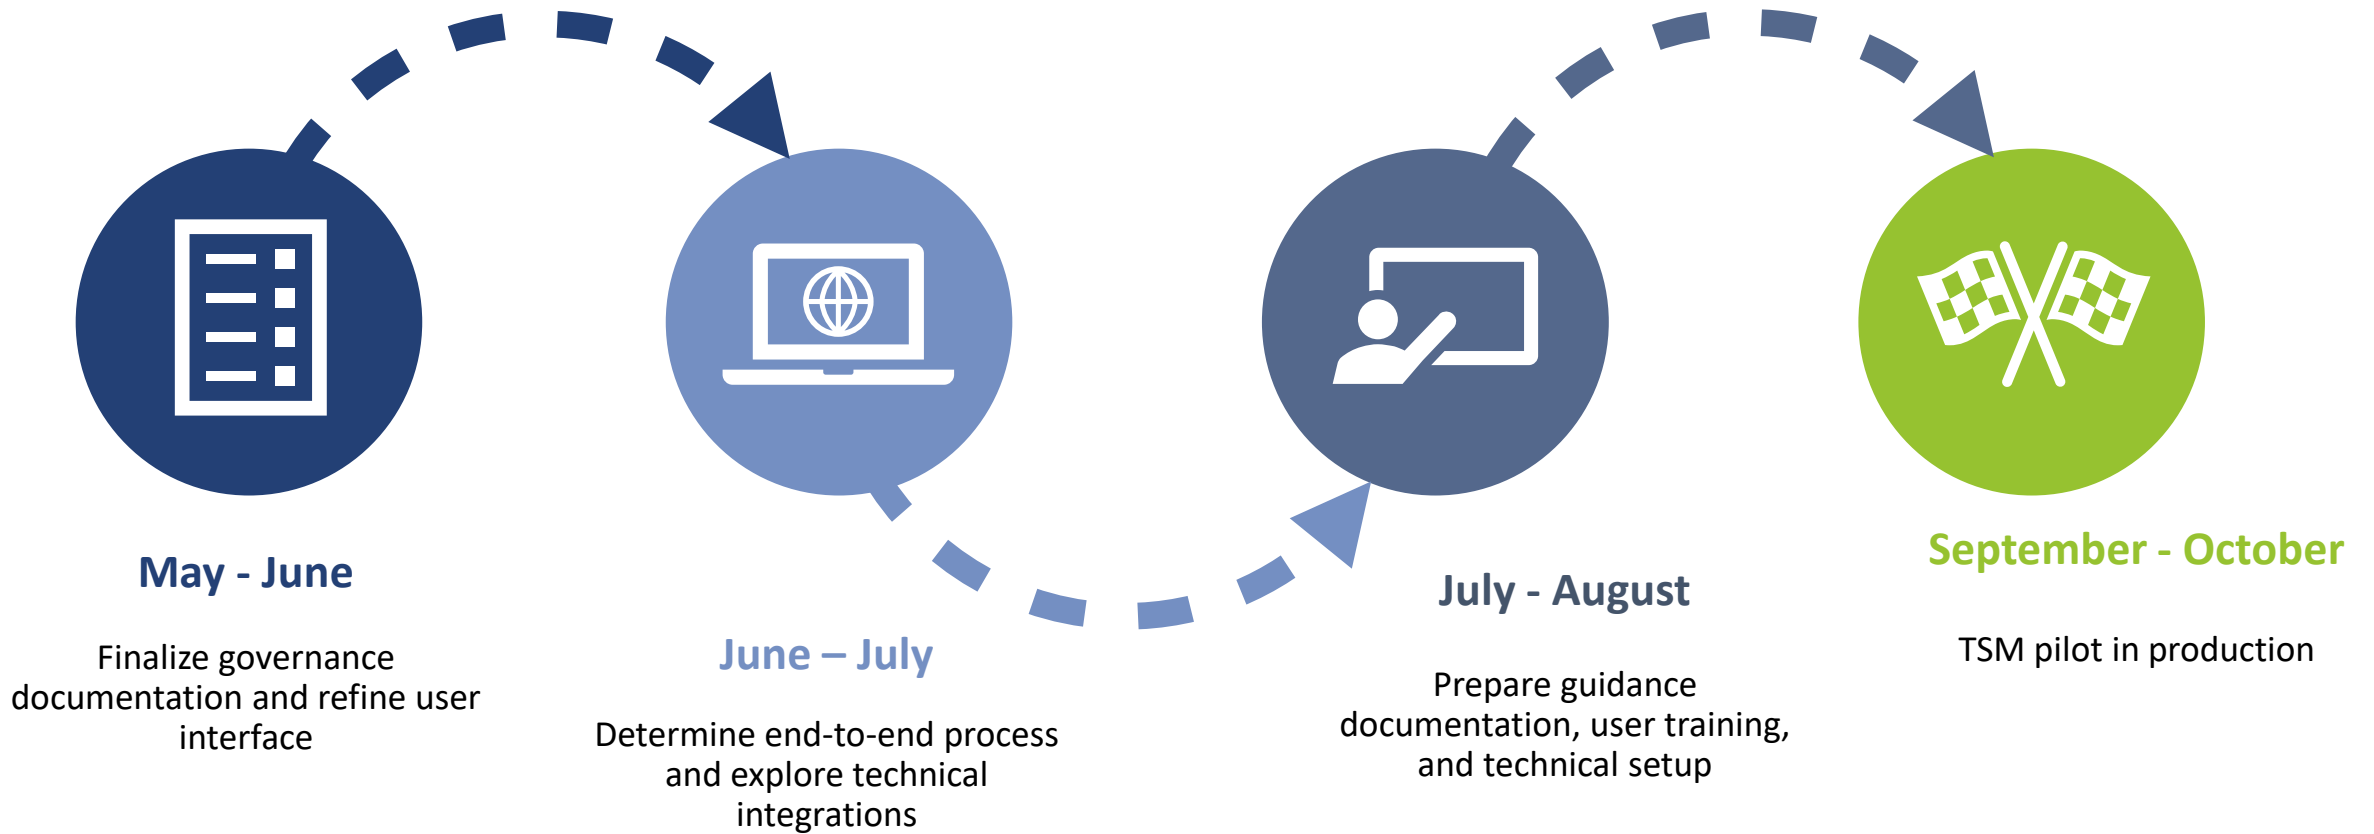 May - June
Finalize governance
documentation and refine user
interface
June – July
Determine end-to-end process
and explore technical
integrations
July - August
Prepare guidance
documentation, user training,
and technical setup
September - October
TSM pilot in production